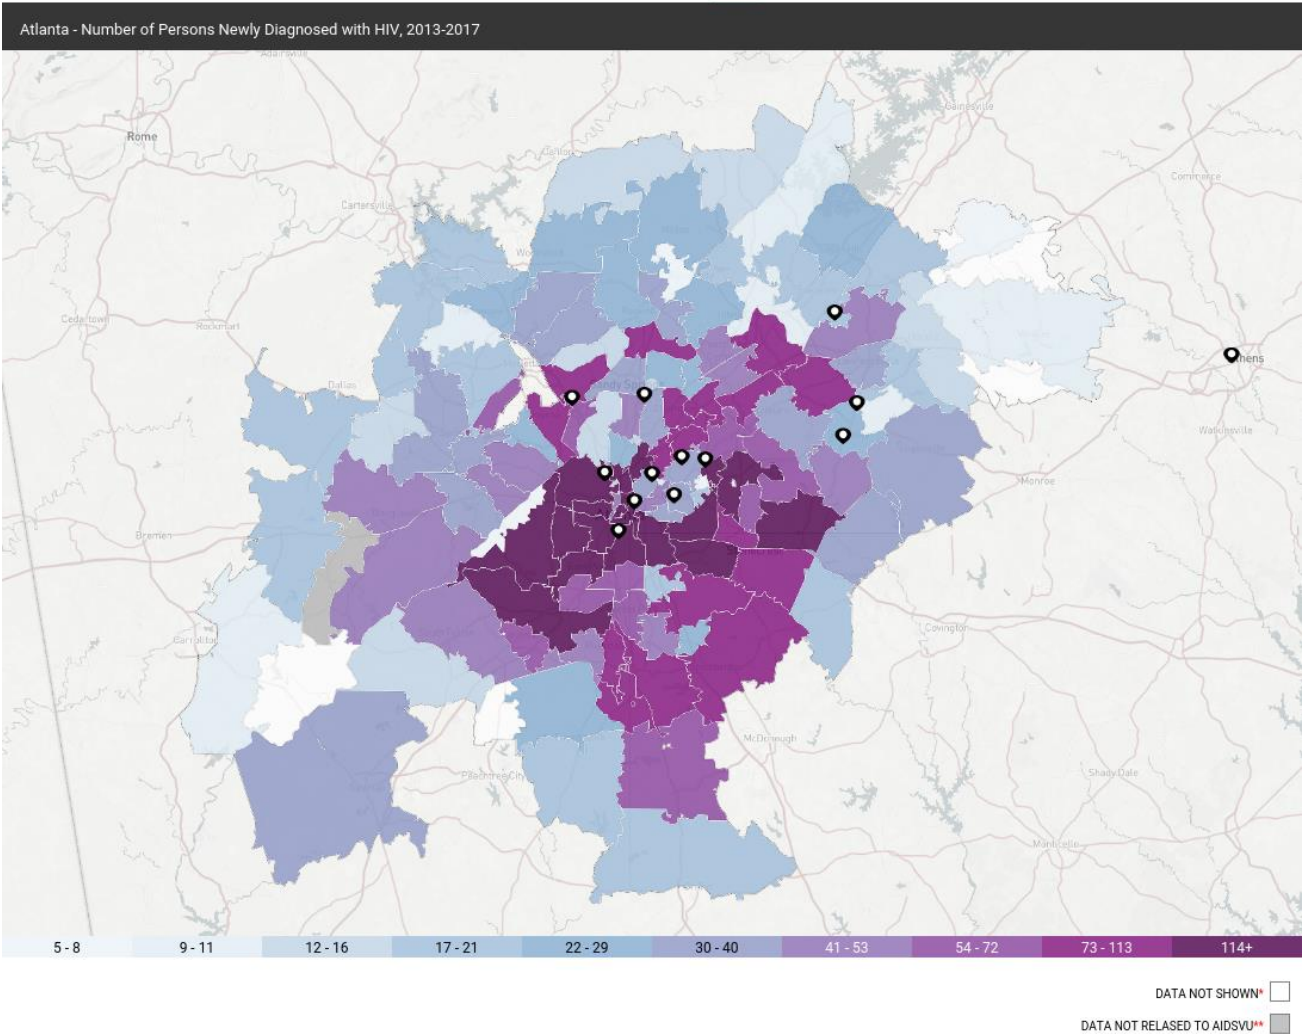 Atlanta - Number of Persons Newly Diagnosed with HIV, 2013-2017
Adairsville
Gainesville
Rome
Canton
Commerce
Cartersville
Cedartown
Rockmart
Dallas
Watkinsville
Monroe
Bremen
Carrollton
Covington
McDonough
Peachtree City
Shady Dale
Monticello
5 - 8 9 - 11 12 - 16 17 - 21 22 - 29 30 - 40 41 - 53 54 - 72 73 - 113 114+
DATA NOT SHOWN*
DATA NOT RELASED TO AIDSVU**